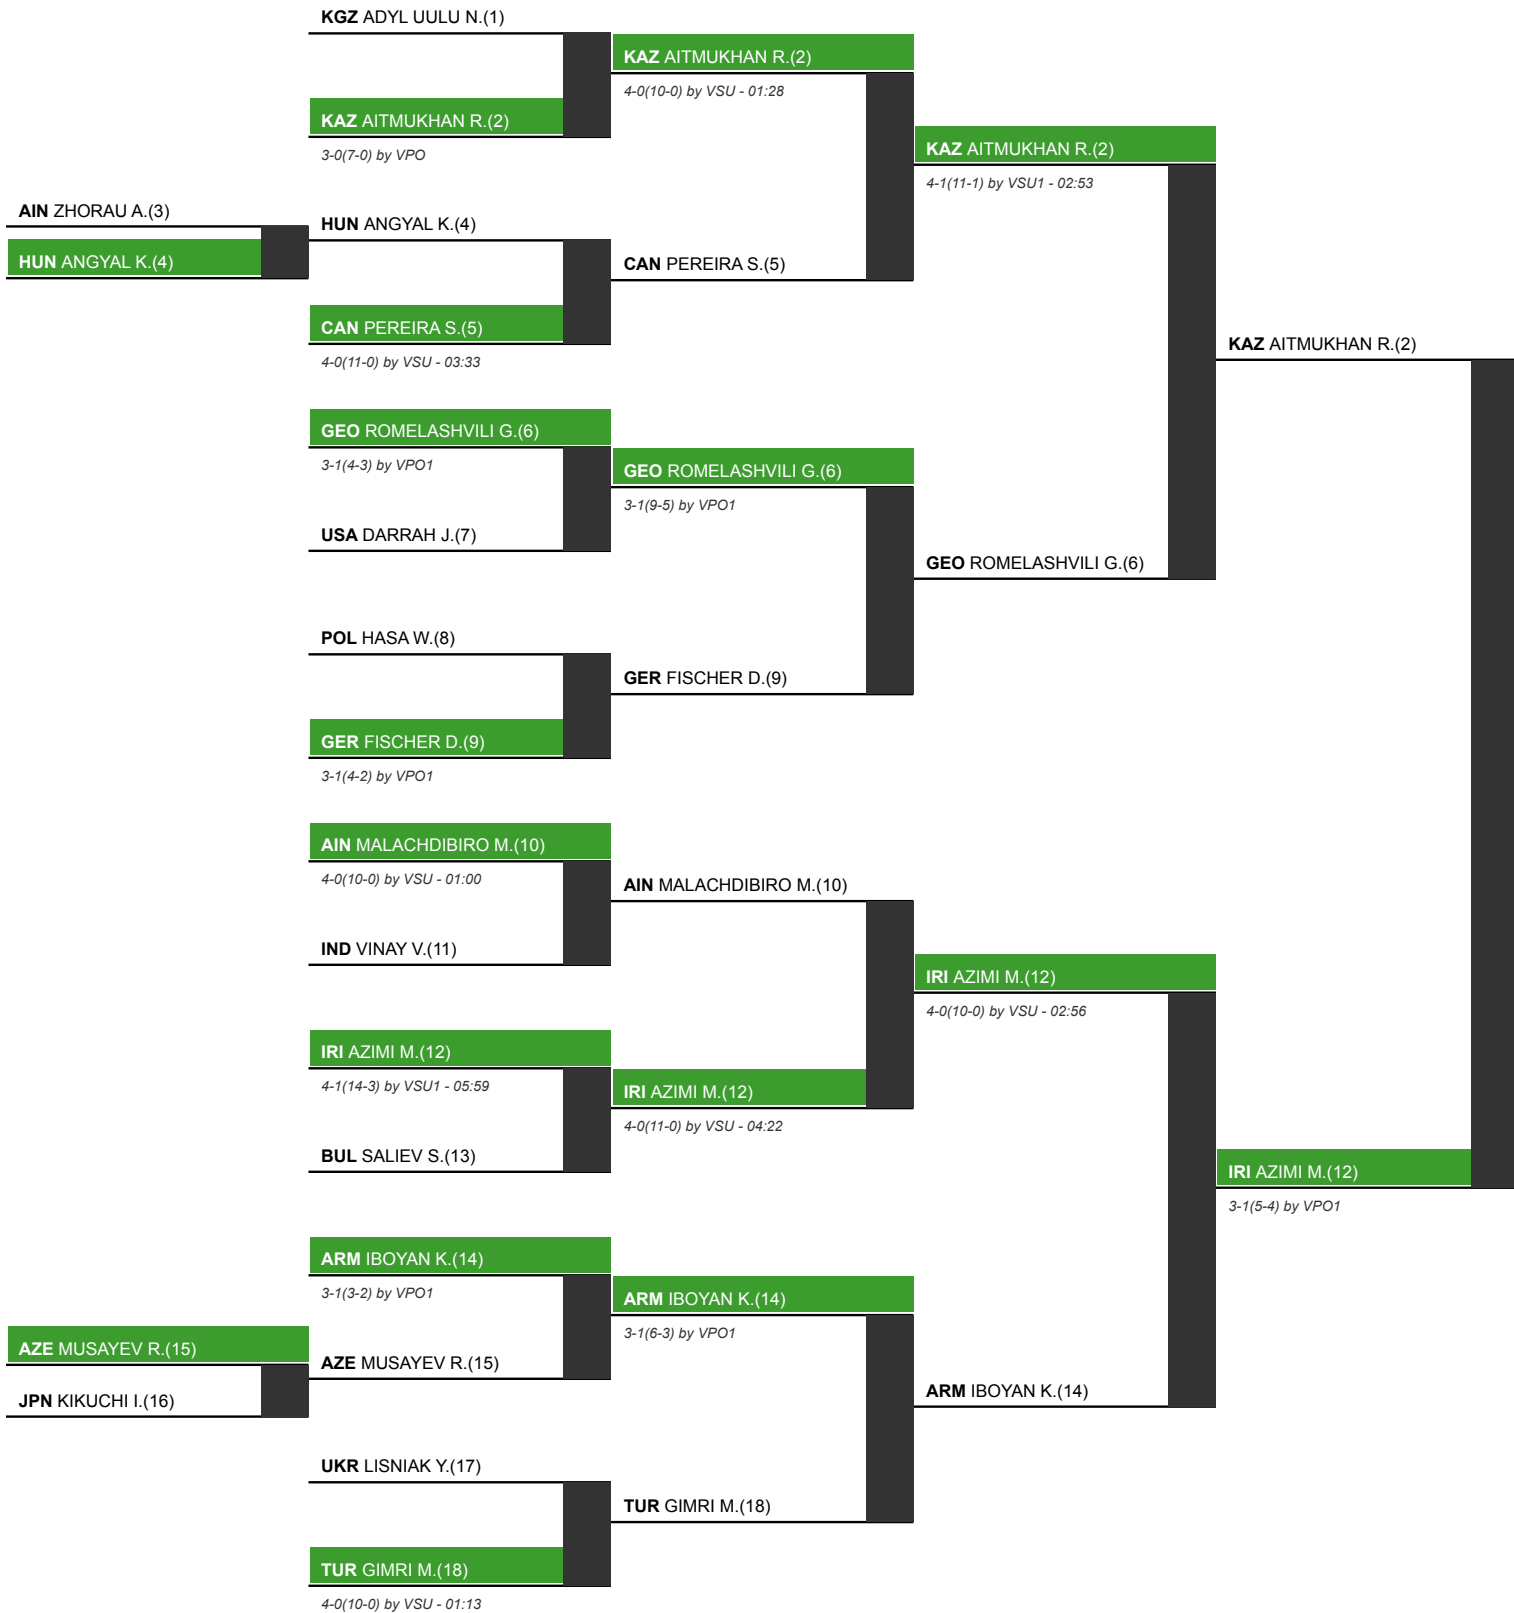 KGZ ADYL UULU N.(1)
KAZ AITMUKHAN R.(2)
4-0(10-0) by VSU - 01:28
KAZ AITMUKHAN R.(2)
3-0(7-0) by VPO
KAZ AITMUKHAN R.(2)
4-1(11-1) by VSU1 - 02:53
AIN ZHORAU A.(3)
HUN ANGYAL K.(4)
HUN ANGYAL K.(4)
CAN PEREIRA S.(5)
CAN PEREIRA S.(5)
4-0(11-0) by VSU - 03:33
KAZ AITMUKHAN R.(2)
GEO ROMELASHVILI G.(6)
3-1(4-3) by VPO1
GEO ROMELASHVILI G.(6)
3-1(9-5) by VPO1
USA DARRAH J.(7)
GEO ROMELASHVILI G.(6)
POL HASA W.(8)
GER FISCHER D.(9)
GER FISCHER D.(9)
3-1(4-2) by VPO1
AIN MALACHDIBIRO M.(10)
4-0(10-0) by VSU - 01:00
AIN MALACHDIBIRO M.(10)
IND VINAY V.(11)
IRI AZIMI M.(12)
4-0(10-0) by VSU - 02:56
IRI AZIMI M.(12)
4-1(14-3) by VSU1 - 05:59
IRI AZIMI M.(12)
4-0(11-0) by VSU - 04:22
BUL SALIEV S.(13)
IRI AZIMI M.(12)
3-1(5-4) by VPO1
ARM IBOYAN K.(14)
3-1(3-2) by VPO1
ARM IBOYAN K.(14)
3-1(6-3) by VPO1
AZE MUSAYEV R.(15)
AZE MUSAYEV R.(15)
JPN KIKUCHI I.(16)
ARM IBOYAN K.(14)
UKR LISNIAK Y.(17)
TUR GIMRI M.(18)
TUR GIMRI M.(18)
4-0(10-0) by VSU - 01:13